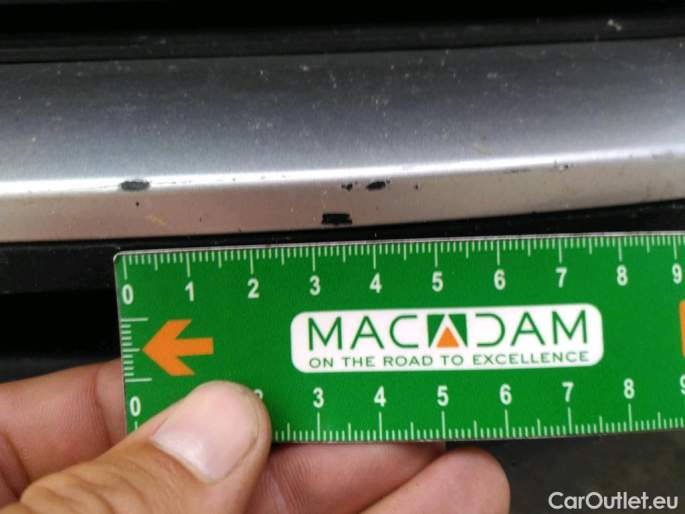 0 1 2 3 4 5 6 7 8 9
MACADAM
ON THE ROAD TO EXCELLENCE
0 3 4 5 6 7 8 9
CarOutlet.eu